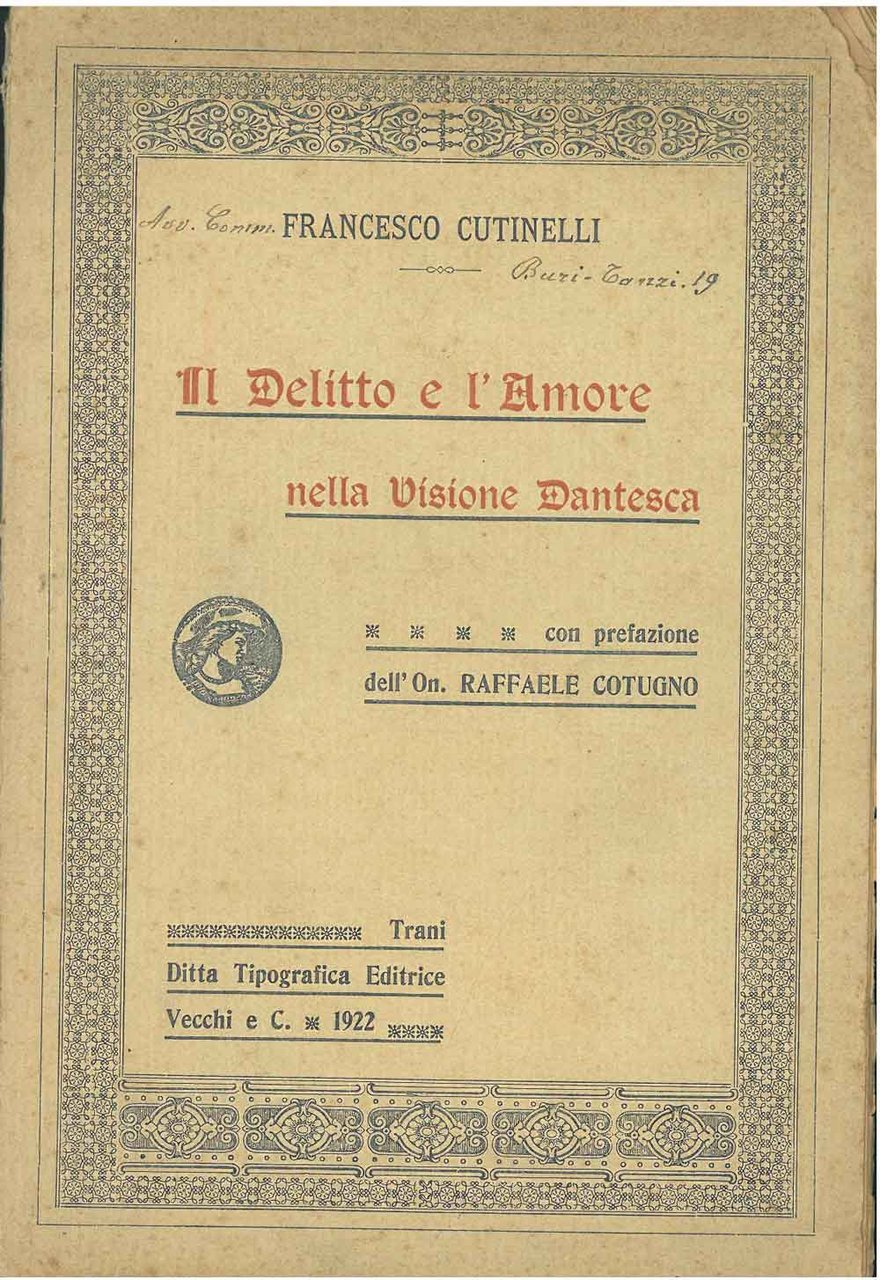 Avv. Comm. FRANCESCO CUTINELLI
Buri-Tanzi. 19
Il Delitto e l'Amore
nella Visione Dantesca
con prefazione
dell'On. RAFFAELE COTUGNO
Trani
Ditta Tipografica Editrice
Vecchi e C. 1922